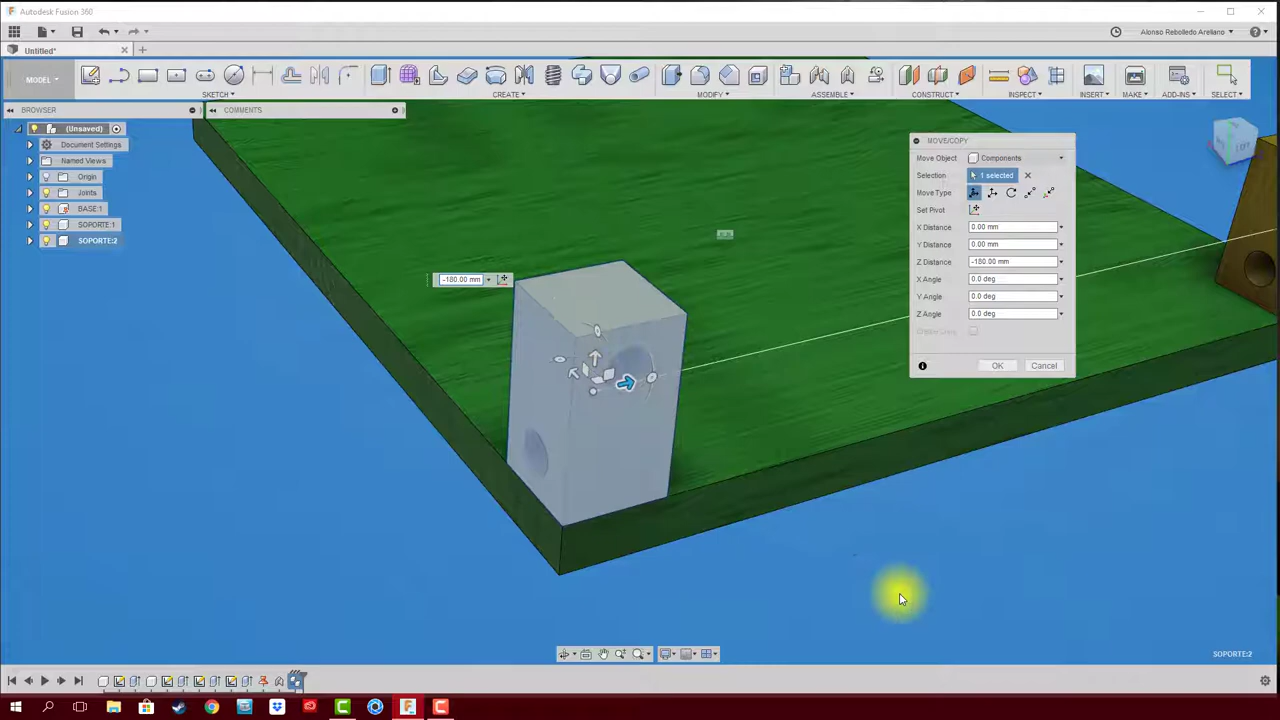 Autodesk Fusion 360
Alonso Rebolledo Arellano
Untitled*
MODEL
SKETCH
CREATE
MODIFY
ASSEMBLE
CONSTRUCT
INSPECT
INSERT
MAKE
ADD-INS
SELECT
BROWSER
COMMENTS
(Unsaved)
Document Settings
Named Views
Origin
Joints
BASE:1
SOPORTE:1
SOPORTE:2
-180.00 mm
MOVE/COPY
Move Object Components
Selection 1 selected
Move Type
Set Pivot
X Distance 0.00 mm
Y Distance 0.00 mm
Z Distance -180.00 mm
X Angle 0.0 deg
Y Angle 0.0 deg
Z Angle 0.0 deg
Create Copy
OK Cancel
SOPORTE:2